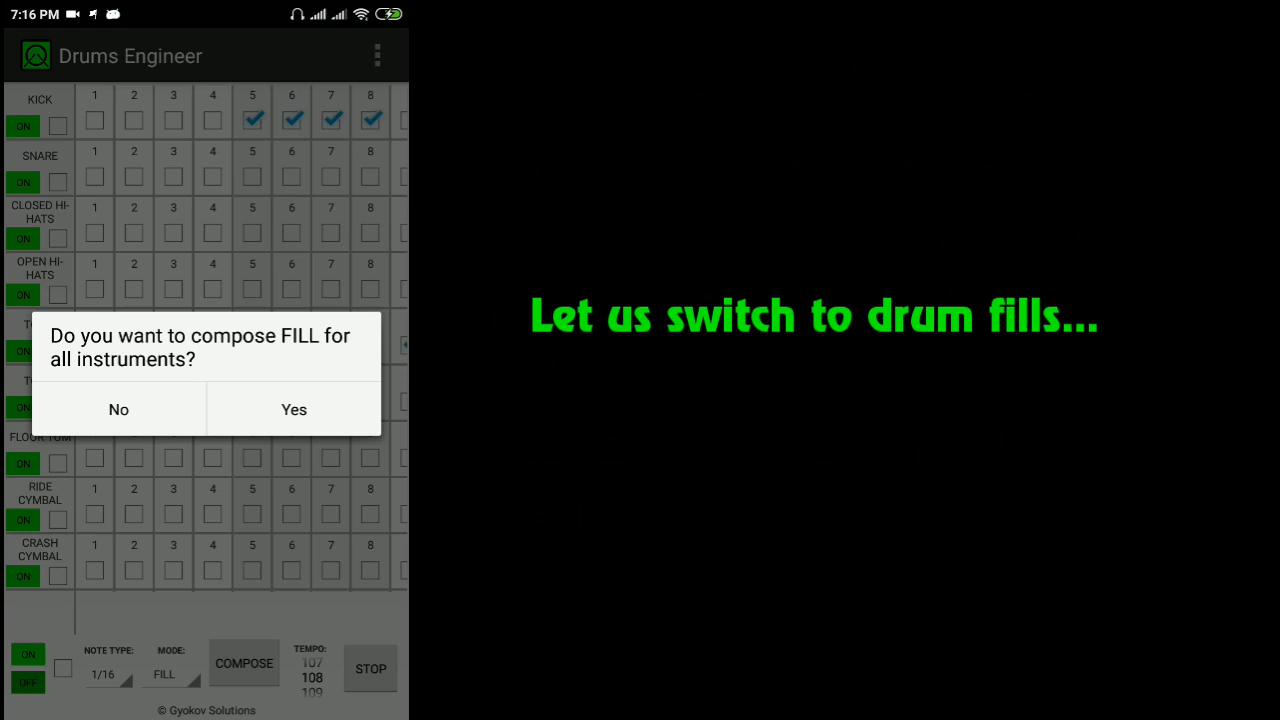 7:16 PM
Drums Engineer
KICK
1 2 3 4 5 6 7 8
ON
SNARE
1 2 3 4 5 6 7 8
ON
CLOSED HI-
HATS
1 2 3 4 5 6 7 8
ON
OPEN HI-
HATS
1 2 3 4 5 6 7 8
ON
Do you want to compose FILL for
all instruments?
No Yes
ON
ON
FLOOR TOM
ON
RIDE
CYMBAL
1 2 3 4 5 6 7 8
ON
CRASH
CYMBAL
1 2 3 4 5 6 7 8
ON
ON
OFF
NOTE TYPE:
1/16
MODE:
FILL
COMPOSE
TEMPO:
107
108
109
STOP
© Gyokov Solutions
Let us switch to drum fills...